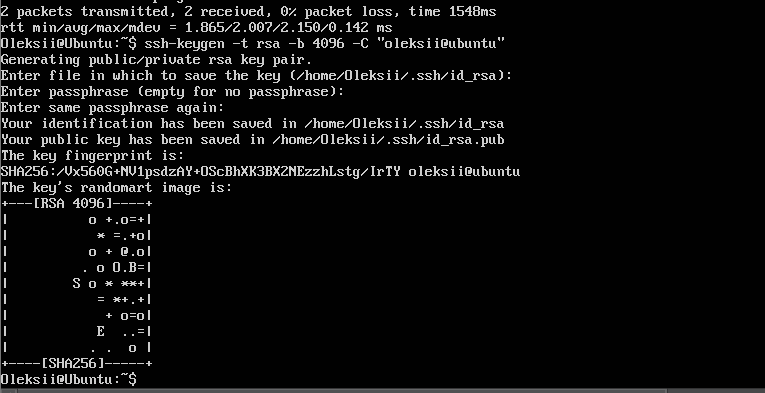 2 packets transmitted, 2 received, 0% packet loss, time 1548ms
rtt min/avg/max/mdev = 1.865/2.007/2.150/0.142 ms
Oleksii@Ubuntu:~$ ssh-keygen -t rsa -b 4096 -C "oleksii@ubuntu"
Generating public/private rsa key pair.
Enter file in which to save the key (/home/Oleksii/.ssh/id_rsa):
Enter passphrase (empty for no passphrase):
Enter same passphrase again:
Your identification has been saved in /home/Oleksii/.ssh/id_rsa
Your public key has been saved in /home/Oleksii/.ssh/id_rsa.pub
The key fingerprint is:
SHA256:/Vx560G+NV1psdzAY+OScBhXK3BX2NEzzhLstg/IrTY oleksii@ubuntu
The key's randomart image is:
+---[RSA 4096]----+
|          o +.o=+|
|           * =.+o|
|          o + @.o|
|         . o O.B=|
|        S o * **+|
|           = *+.+|
|            + o=o|
|           E  ..=|
|          . .  o |
+----[SHA256]-----+
Oleksii@Ubuntu:~$